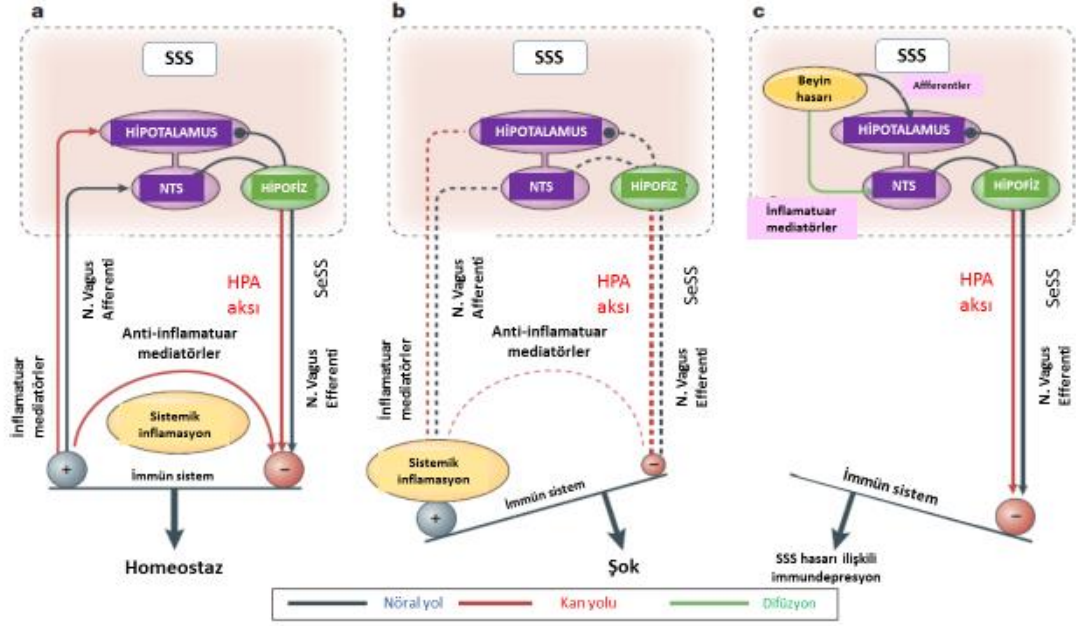 a
SSS
HİPOTALAMUS
NTS
HİPOFİZ
N. Vagus
Afferenti
HPA
aksı
SeSS
Anti-inflamatuar
mediatörler
İnflamatuar
mediatörler
N. Vagus
Efferenti
Sistemik
inflamasyon
+
İmmün sistem
−
Homeostaz
b
SSS
HİPOTALAMUS
NTS
HİPOFİZ
N. Vagus
Afferenti
HPA
aksı
SeSS
Anti-inflamatuar
mediatörler
İnflamatuar
mediatörler
N. Vagus
Efferenti
Sistemik
inflamasyon
+
İmmün sistem
−
Şok
c
SSS
Beyin
hasarı
Affferentler
HİPOTALAMUS
NTS
HİPOFİZ
İnflamatuar
mediatörler
HPA
aksı
SeSS
N. Vagus
Efferenti
İmmün sistem
−
SSS hasarı ilişkili
immundepresyon
Nöral yol
Kan yolu
Difüzyon